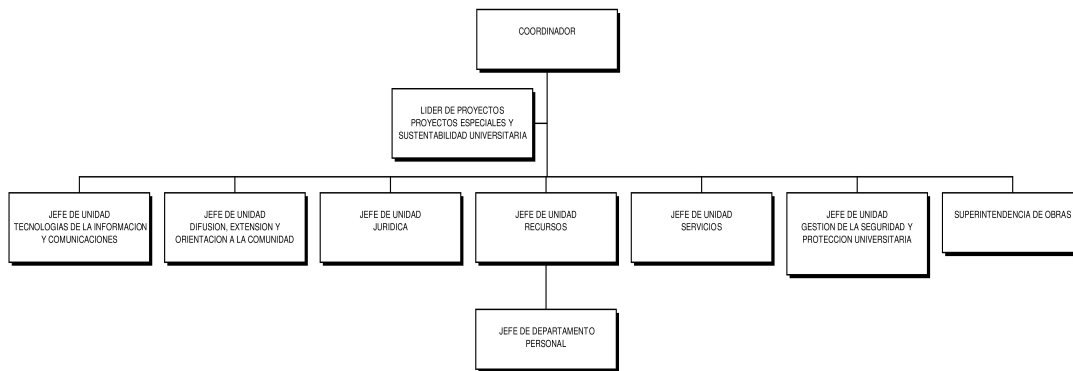 COORDINADOR
LIDER DE PROYECTOS
PROYECTOS ESPECIALES Y
SUSTENTABILIDAD UNIVERSITARIA
JEFE DE UNIDAD
TECNOLOGIAS DE LA INFORMACION
Y COMUNICACIONES
JEFE DE UNIDAD
DIFUSION, EXTENSION Y
ORIENTACION A LA COMUNIDAD
JEFE DE UNIDAD
JURIDICA
JEFE DE UNIDAD
RECURSOS
JEFE DE UNIDAD
SERVICIOS
JEFE DE UNIDAD
GESTION DE LA SEGURIDAD Y
PROTECCION UNIVERSITARIA
SUPERINTENDENCIA DE OBRAS
JEFE DE DEPARTAMENTO
PERSONAL